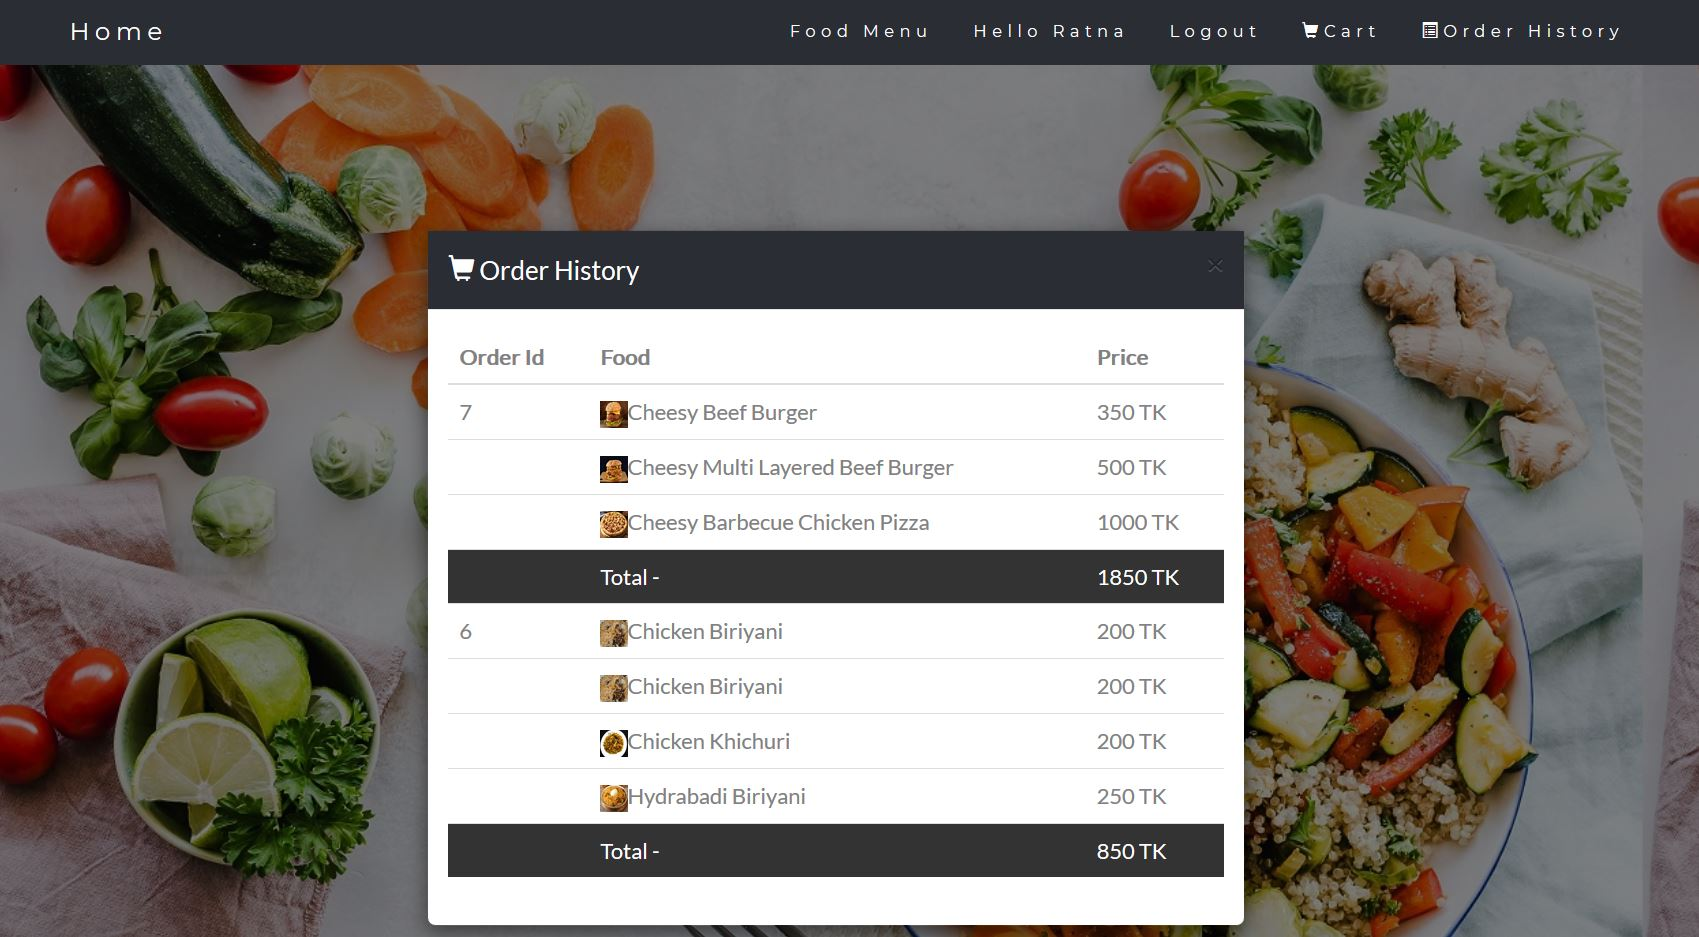 Home Food Menu Hello Ratna Logout Cart Order History
Order History ×
Order Id Food Price
7 Cheesy Beef Burger 350 TK
Cheesy Multi Layered Beef Burger 500 TK
Cheesy Barbecue Chicken Pizza 1000 TK
Total - 1850 TK
6 Chicken Biriyani 200 TK
Chicken Biriyani 200 TK
Chicken Khichuri 200 TK
Hydrabadi Biriyani 250 TK
Total - 850 TK